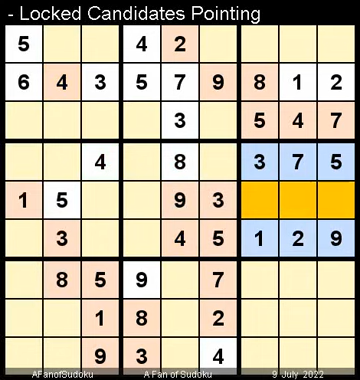 - Locked Candidates Pointing
5 4 2
6 4 3 5 7 9 8 1 2
3 5 4 7
4 8 3 7 5
1 5 9 3
3 4 5 1 2 9
8 5 9 7
1 8 2
9 3 4
AFanofSudoku A Fan of Sudoku 9 July 2022